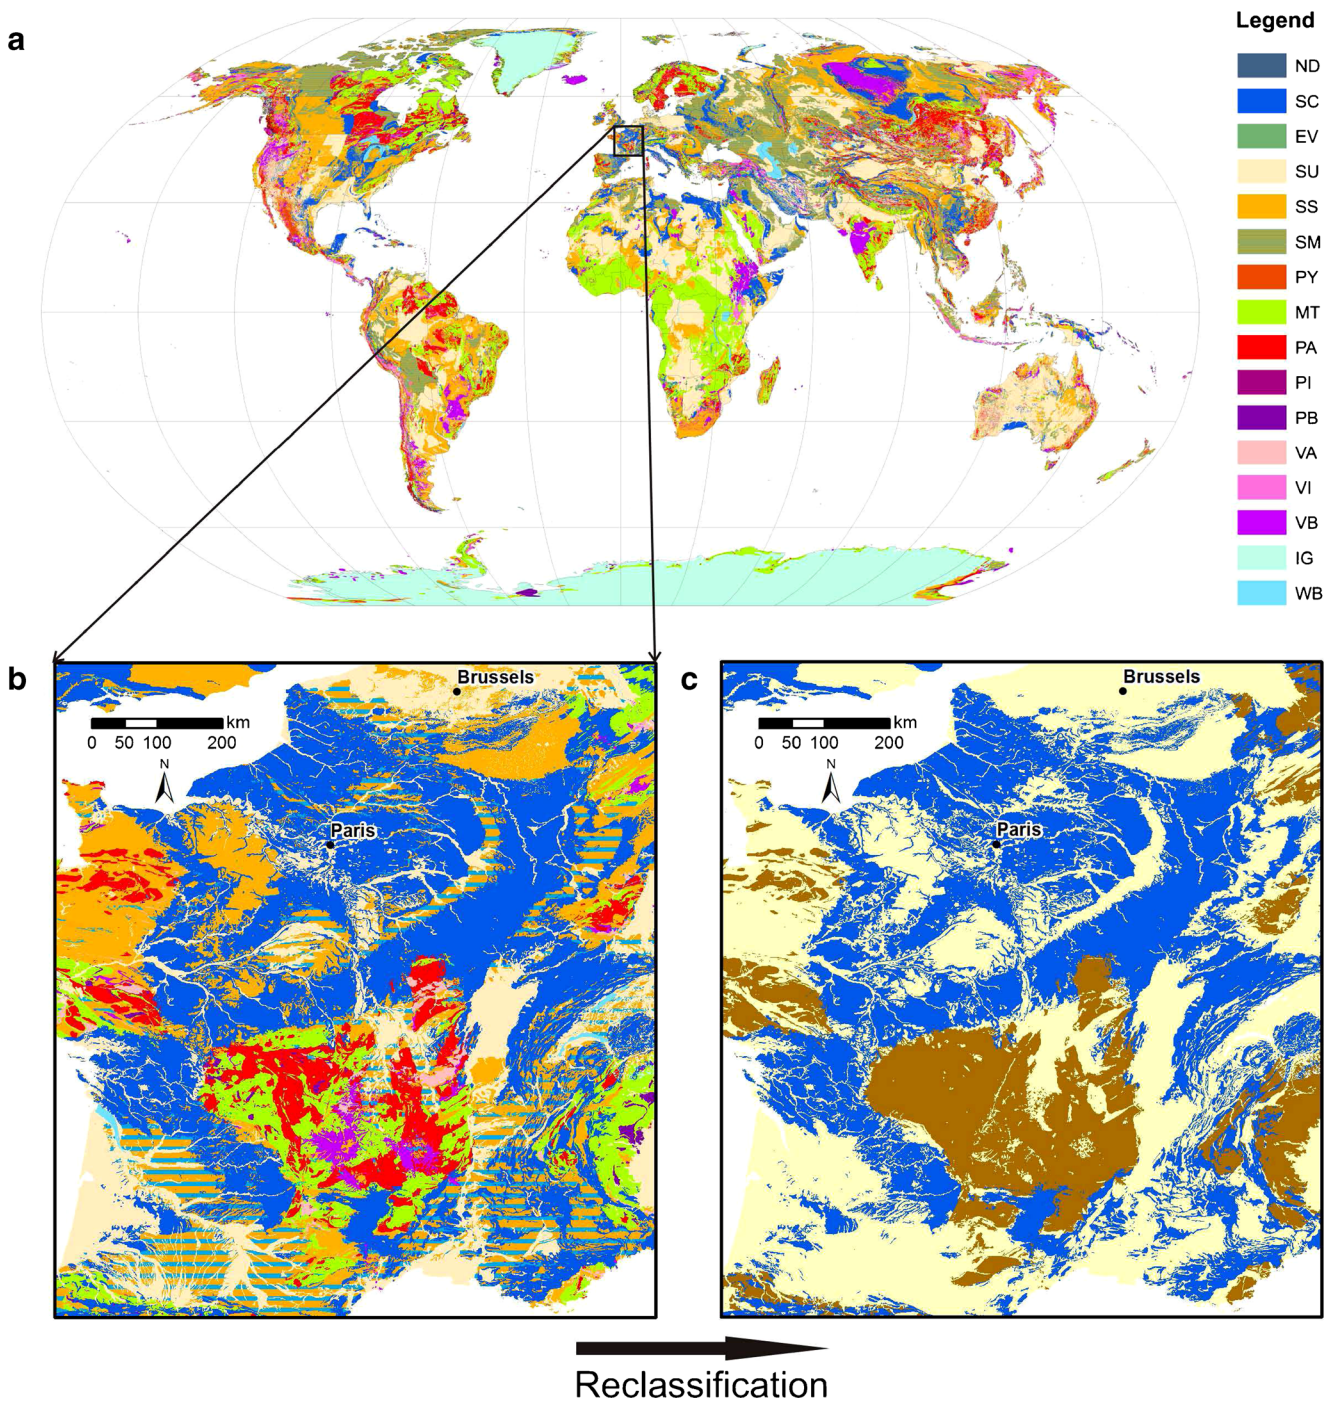 a
Legend
ND
SC
EV
SU
SS
SM
PY
MT
PA
PI
PB
VA
VI
VB
IG
WB
b
Brussels
km
0 50 100 200
N
Paris
c
Brussels
km
0 50 100 200
N
Paris
Reclassification